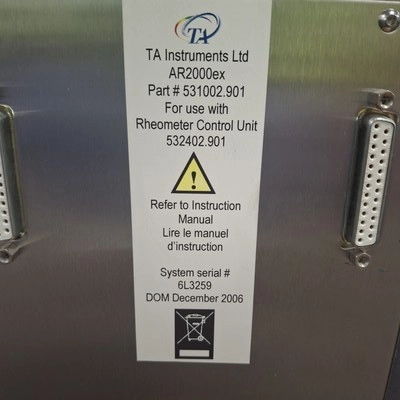 TA
TA Instruments Ltd
AR2000ex
Part # 531002.901
For use with
Rheometer Control Unit
532402.901
Refer to Instruction
Manual
Lire le manuel
d'instruction
System serial #
6L3259
DOM December 2006